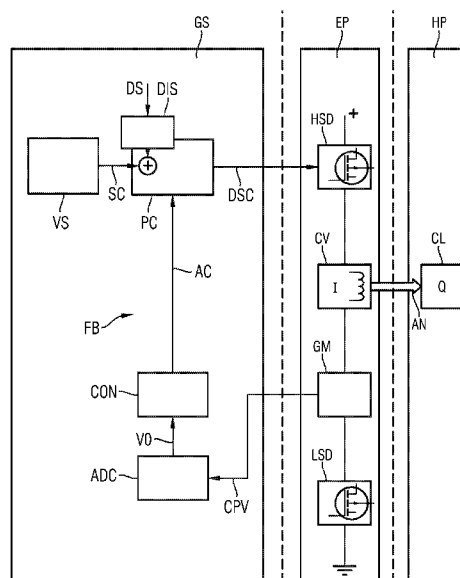 GS
EP
HP
DS
DIS
HSD
+
+
VS
SC
PC
DSC
CV
CL
I
Q
AN
AC
FB
GM
CON
VO
LSD
ADC
CPV